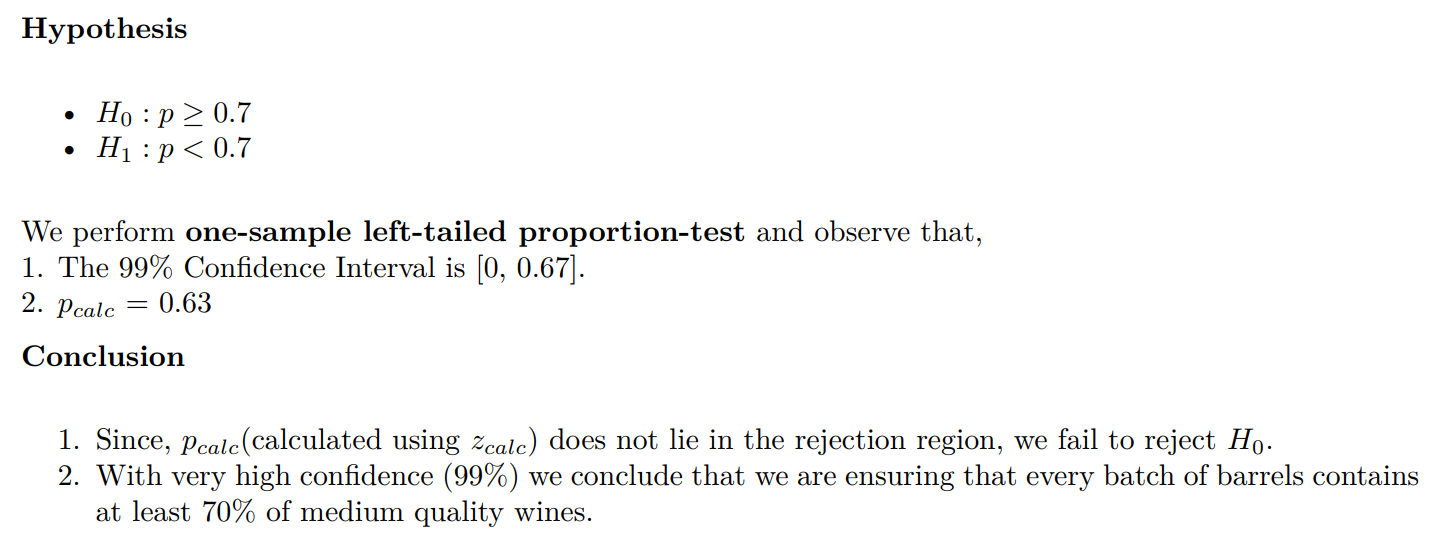 Hypothesis
• H₀ : p ≥ 0.7
• H₁ : p < 0.7
We perform one-sample left-tailed proportion-test and observe that,
1. The 99% Confidence Interval is [0, 0.67].
2. p_calc = 0.63
Conclusion
1. Since, p_calc(calculated using z_calc) does not lie in the rejection region, we fail to reject H₀.
2. With very high confidence (99%) we conclude that we are ensuring that every batch of barrels contains
at least 70% of medium quality wines.